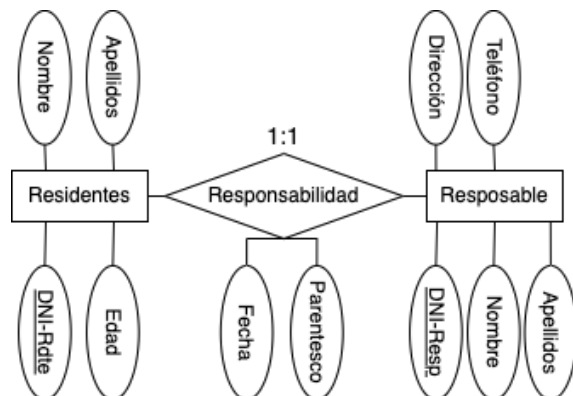 Nombre
Apellidos
Dirección
Teléfono
1:1
Residentes
Responsabilidad
Resposable
DNI-Rdte
Edad
Fecha
Parentesco
DNI-Resp
Nombre
Apellidos